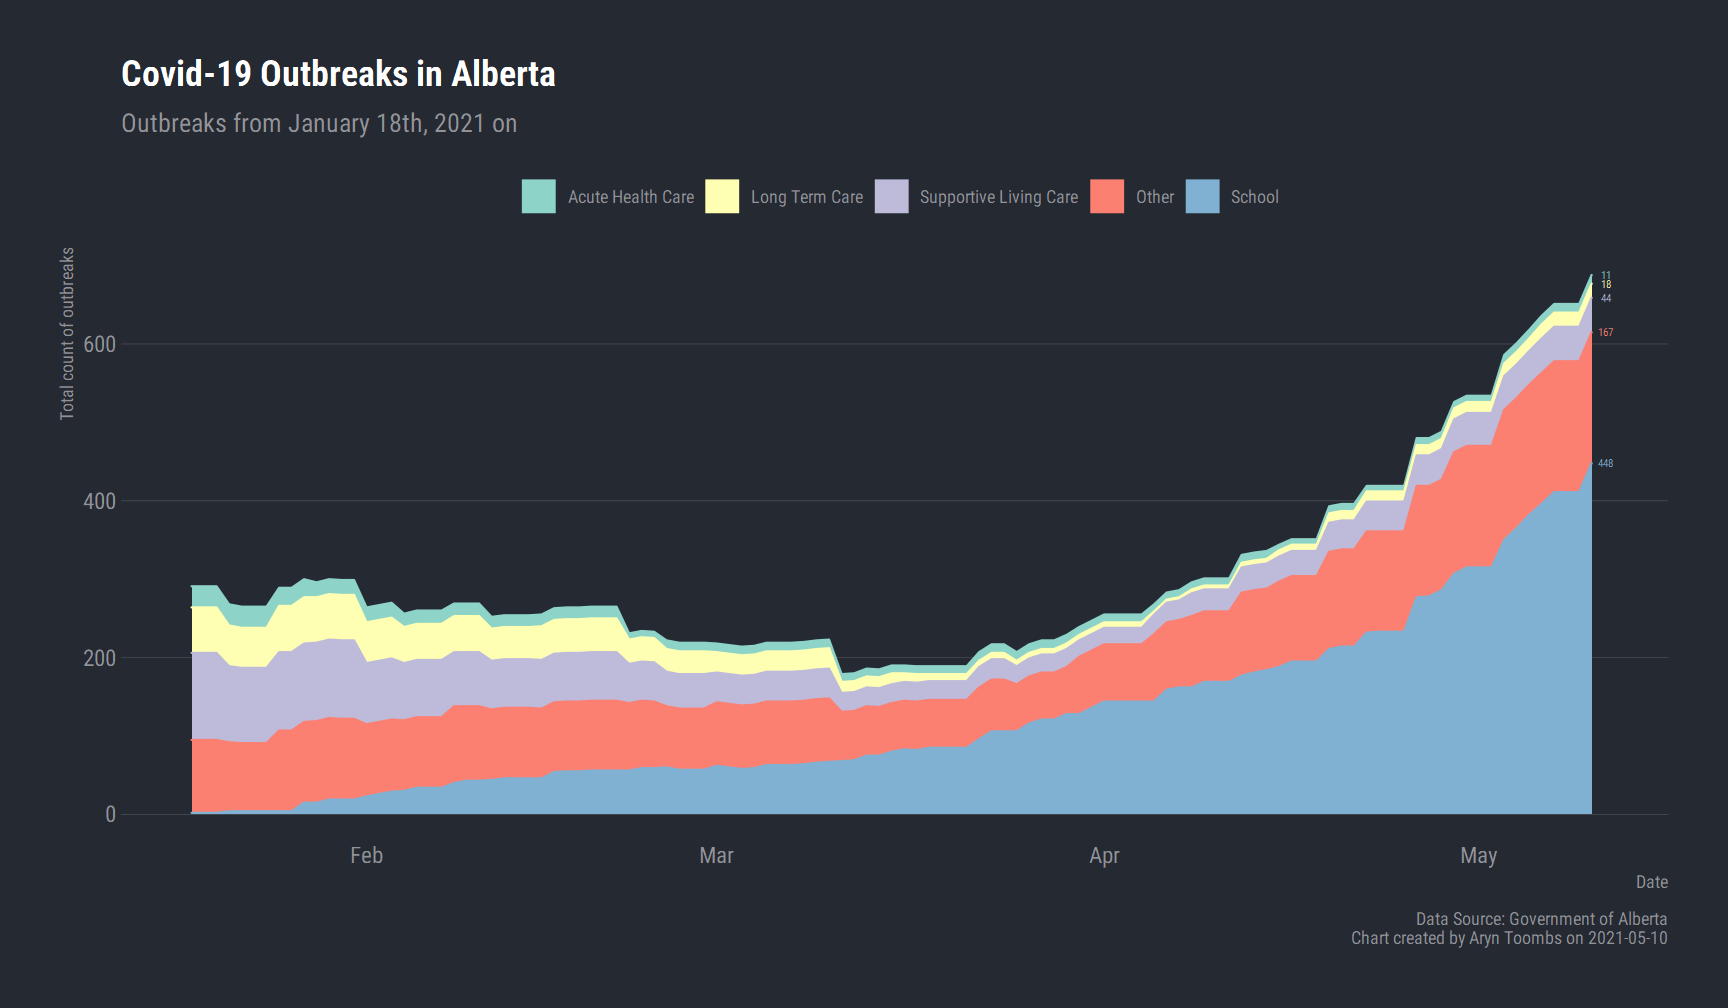 Covid-19 Outbreaks in Alberta
Outbreaks from January 18th, 2021 on
Acute Health Care
Long Term Care
Supportive Living Care
Other
School
Total count of outbreaks
11
18
44
167
448
600
400
200
0
Feb
Mar
Apr
May
Date
Data Source: Government of Alberta
Chart created by Aryn Toombs on 2021-05-10